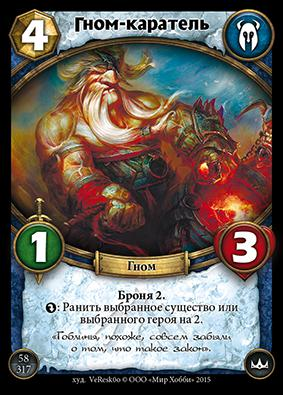 4
Гном-каратель
1
Гном
3
Броня 2.
: Ранить выбранное существо или
выбранного героя на 2.
«Гоблины, похоже, совсем забыли
о том, что такое закон».
58
317
худ. VeResk0o © ООО «Мир Хобби» 2015